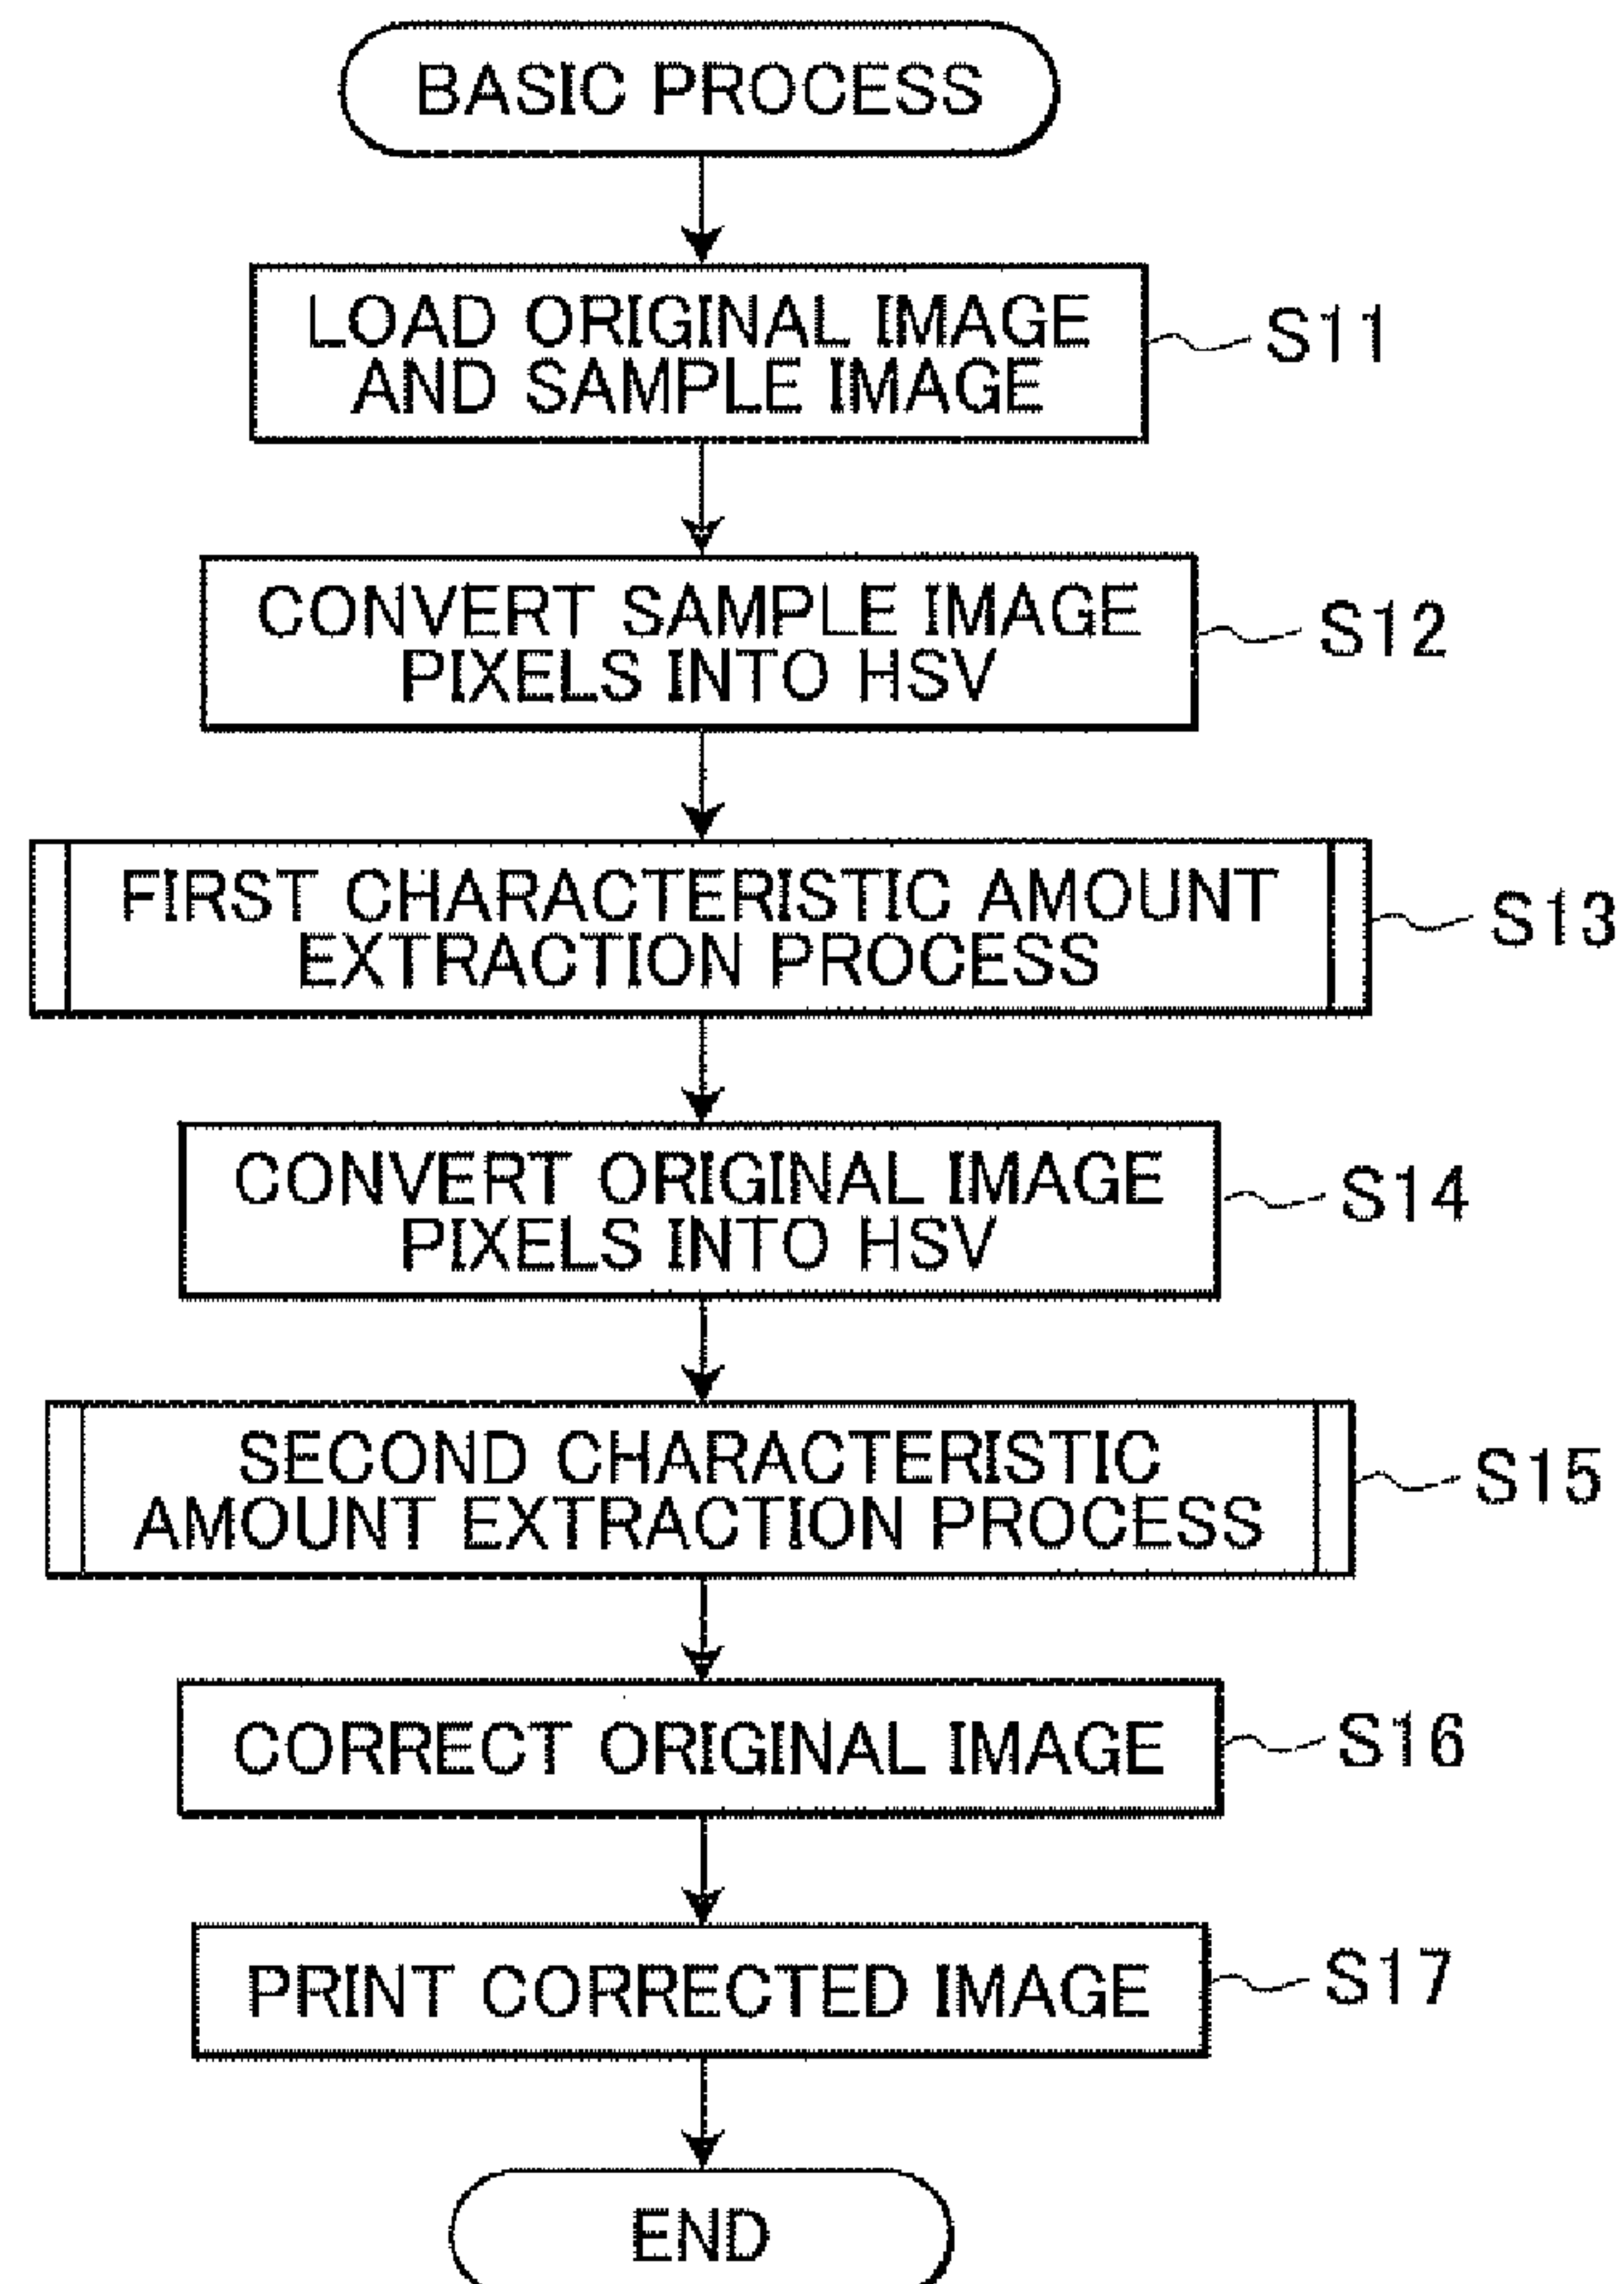 BASIC PROCESS
LOAD ORIGINAL IMAGE
AND SAMPLE IMAGE
S11
CONVERT SAMPLE IMAGE
PIXELS INTO HSV
S12
FIRST CHARACTERISTIC AMOUNT
EXTRACTION PROCESS
S13
CONVERT ORIGINAL IMAGE
PIXELS INTO HSV
S14
SECOND CHARACTERISTIC
AMOUNT EXTRACTION PROCESS
S15
CORRECT ORIGINAL IMAGE
S16
PRINT CORRECTED IMAGE
S17
END